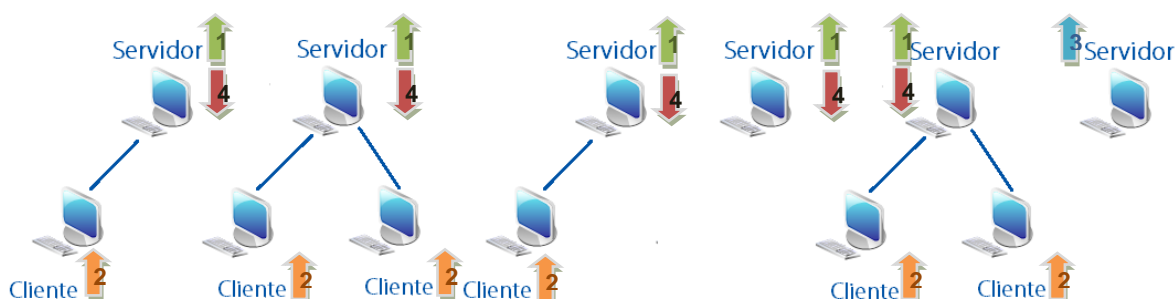 Servidor 1 Servidor 1 Servidor 1 Servidor 1 1 Servidor 3 Servidor
4 4 4 4 4
2 2 2 2 2 2
Cliente Cliente Cliente Cliente Cliente Cliente